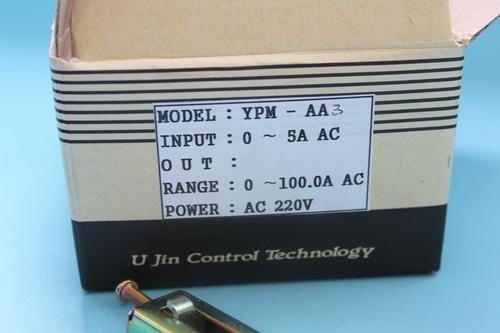 MODEL : YPM - AA3
INPUT : 0 ~ 5A AC
O U T :
RANGE : 0 ~100.0A AC
POWER : AC 220V
U Jin Control Technology